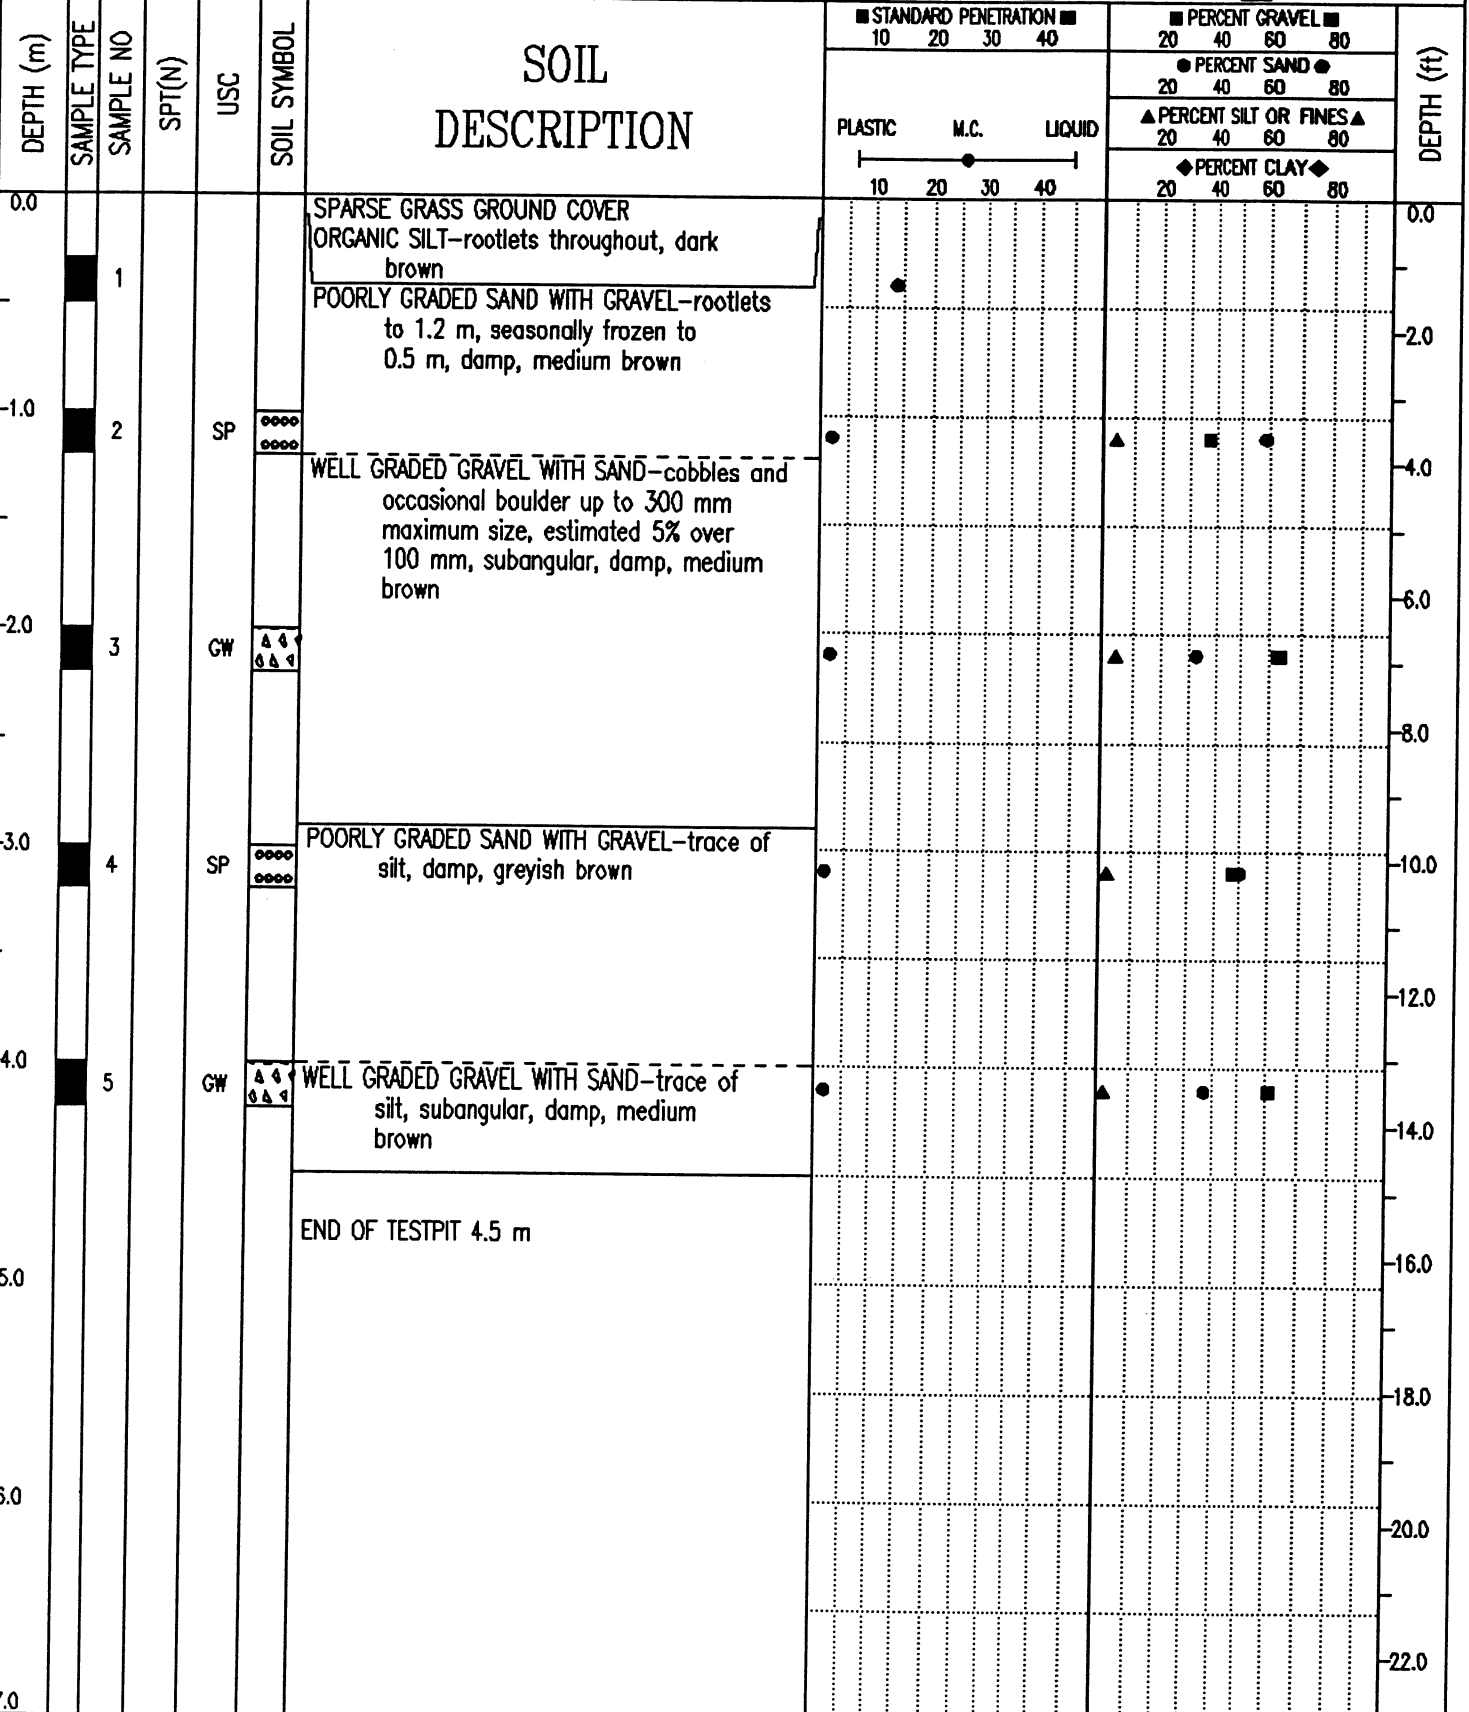 DEPTH (m)
SAMPLE TYPE
SAMPLE NO
SPT(N)
USC
SOIL SYMBOL
SOIL
DESCRIPTION
■ STANDARD PENETRATION ■
10 20 30 40
PLASTIC M.C. LIQUID
10 20 30 40
■ PERCENT GRAVEL ■
20 40 60 80
● PERCENT SAND ●
20 40 60 80
▲ PERCENT SILT OR FINES ▲
20 40 60 80
◆ PERCENT CLAY ◆
20 40 60 80
DEPTH (ft)
0.0
SPARSE GRASS GROUND COVER
0.0
ORGANIC SILT-rootlets throughout, dark
brown
1
POORLY GRADED SAND WITH GRAVEL-rootlets
to 1.2 m, seasonally frozen to
-2.0
0.5 m, damp, medium brown
-1.0
2 SP
WELL GRADED GRAVEL WITH SAND-cobbles and
-4.0
occasional boulder up to 300 mm
maximum size, estimated 5% over
100 mm, subangular, damp, medium
brown
-6.0
-2.0
3 GW
-8.0
-3.0
POORLY GRADED SAND WITH GRAVEL-trace of
4 SP
silt, damp, greyish brown
-10.0
-12.0
4.0
5 GW
WELL GRADED GRAVEL WITH SAND-trace of
silt, subangular, damp, medium
brown
-14.0
END OF TESTPIT 4.5 m
-16.0
5.0
-18.0
6.0
-20.0
-22.0
7.0